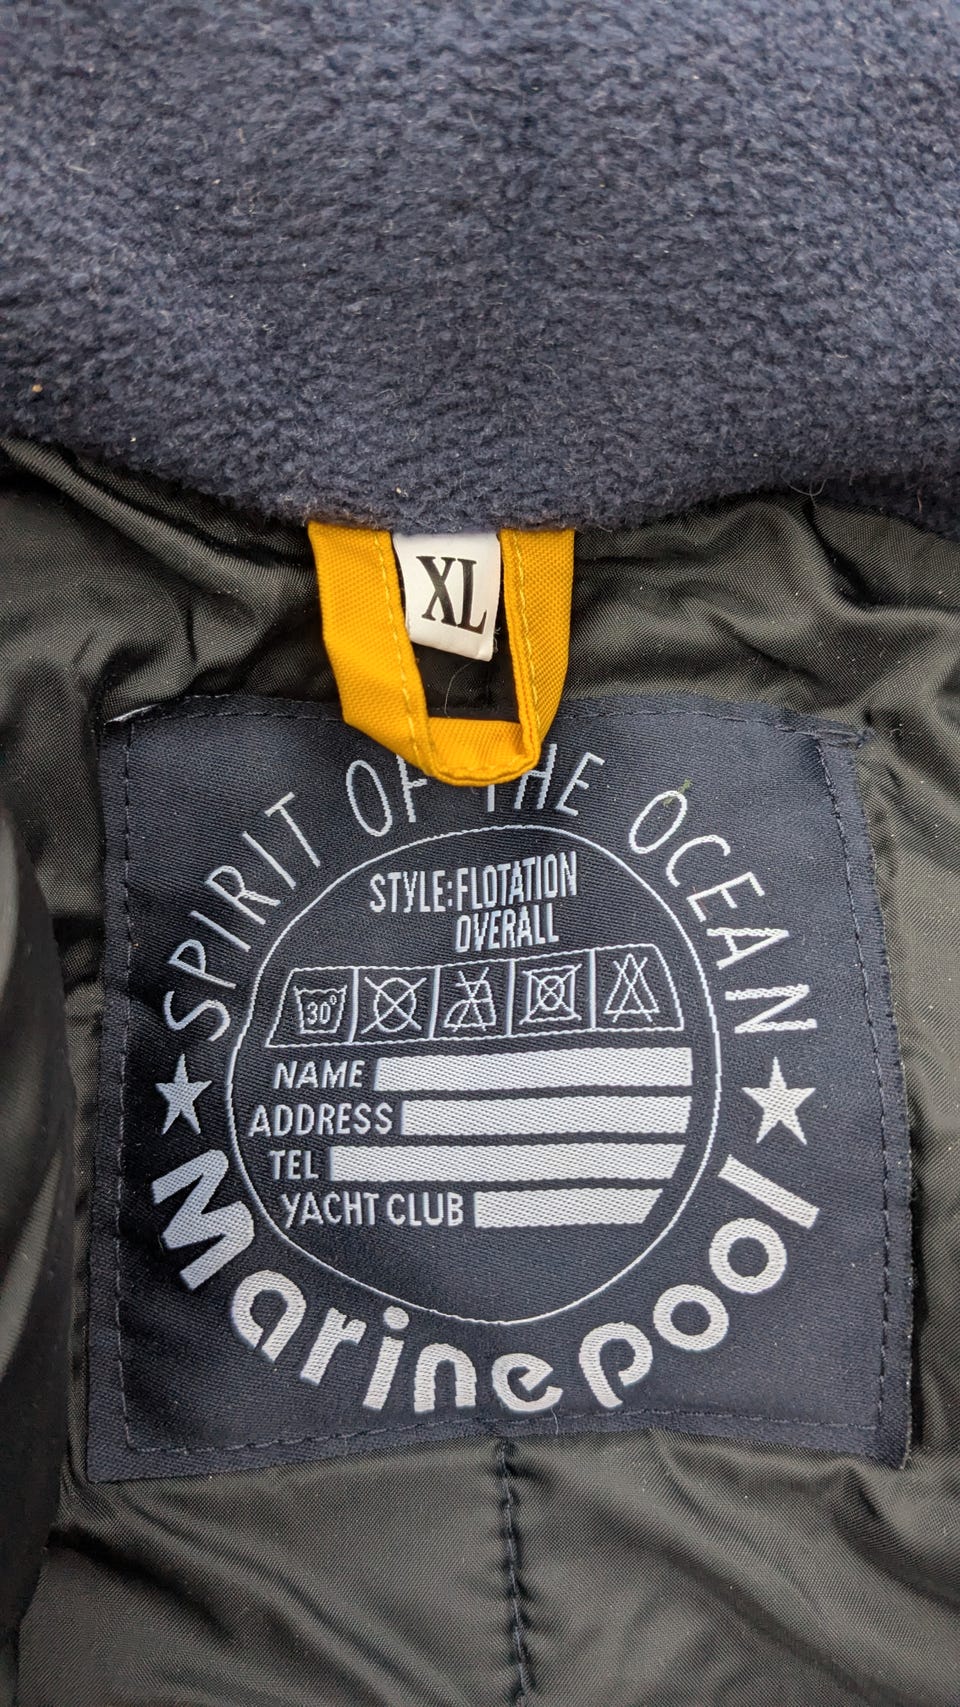 XL
SPIRIT OF THE OCEAN
STYLE:FLOTATION
OVERALL
30°
NAME
ADDRESS
TEL
YACHT CLUB
Marinepool